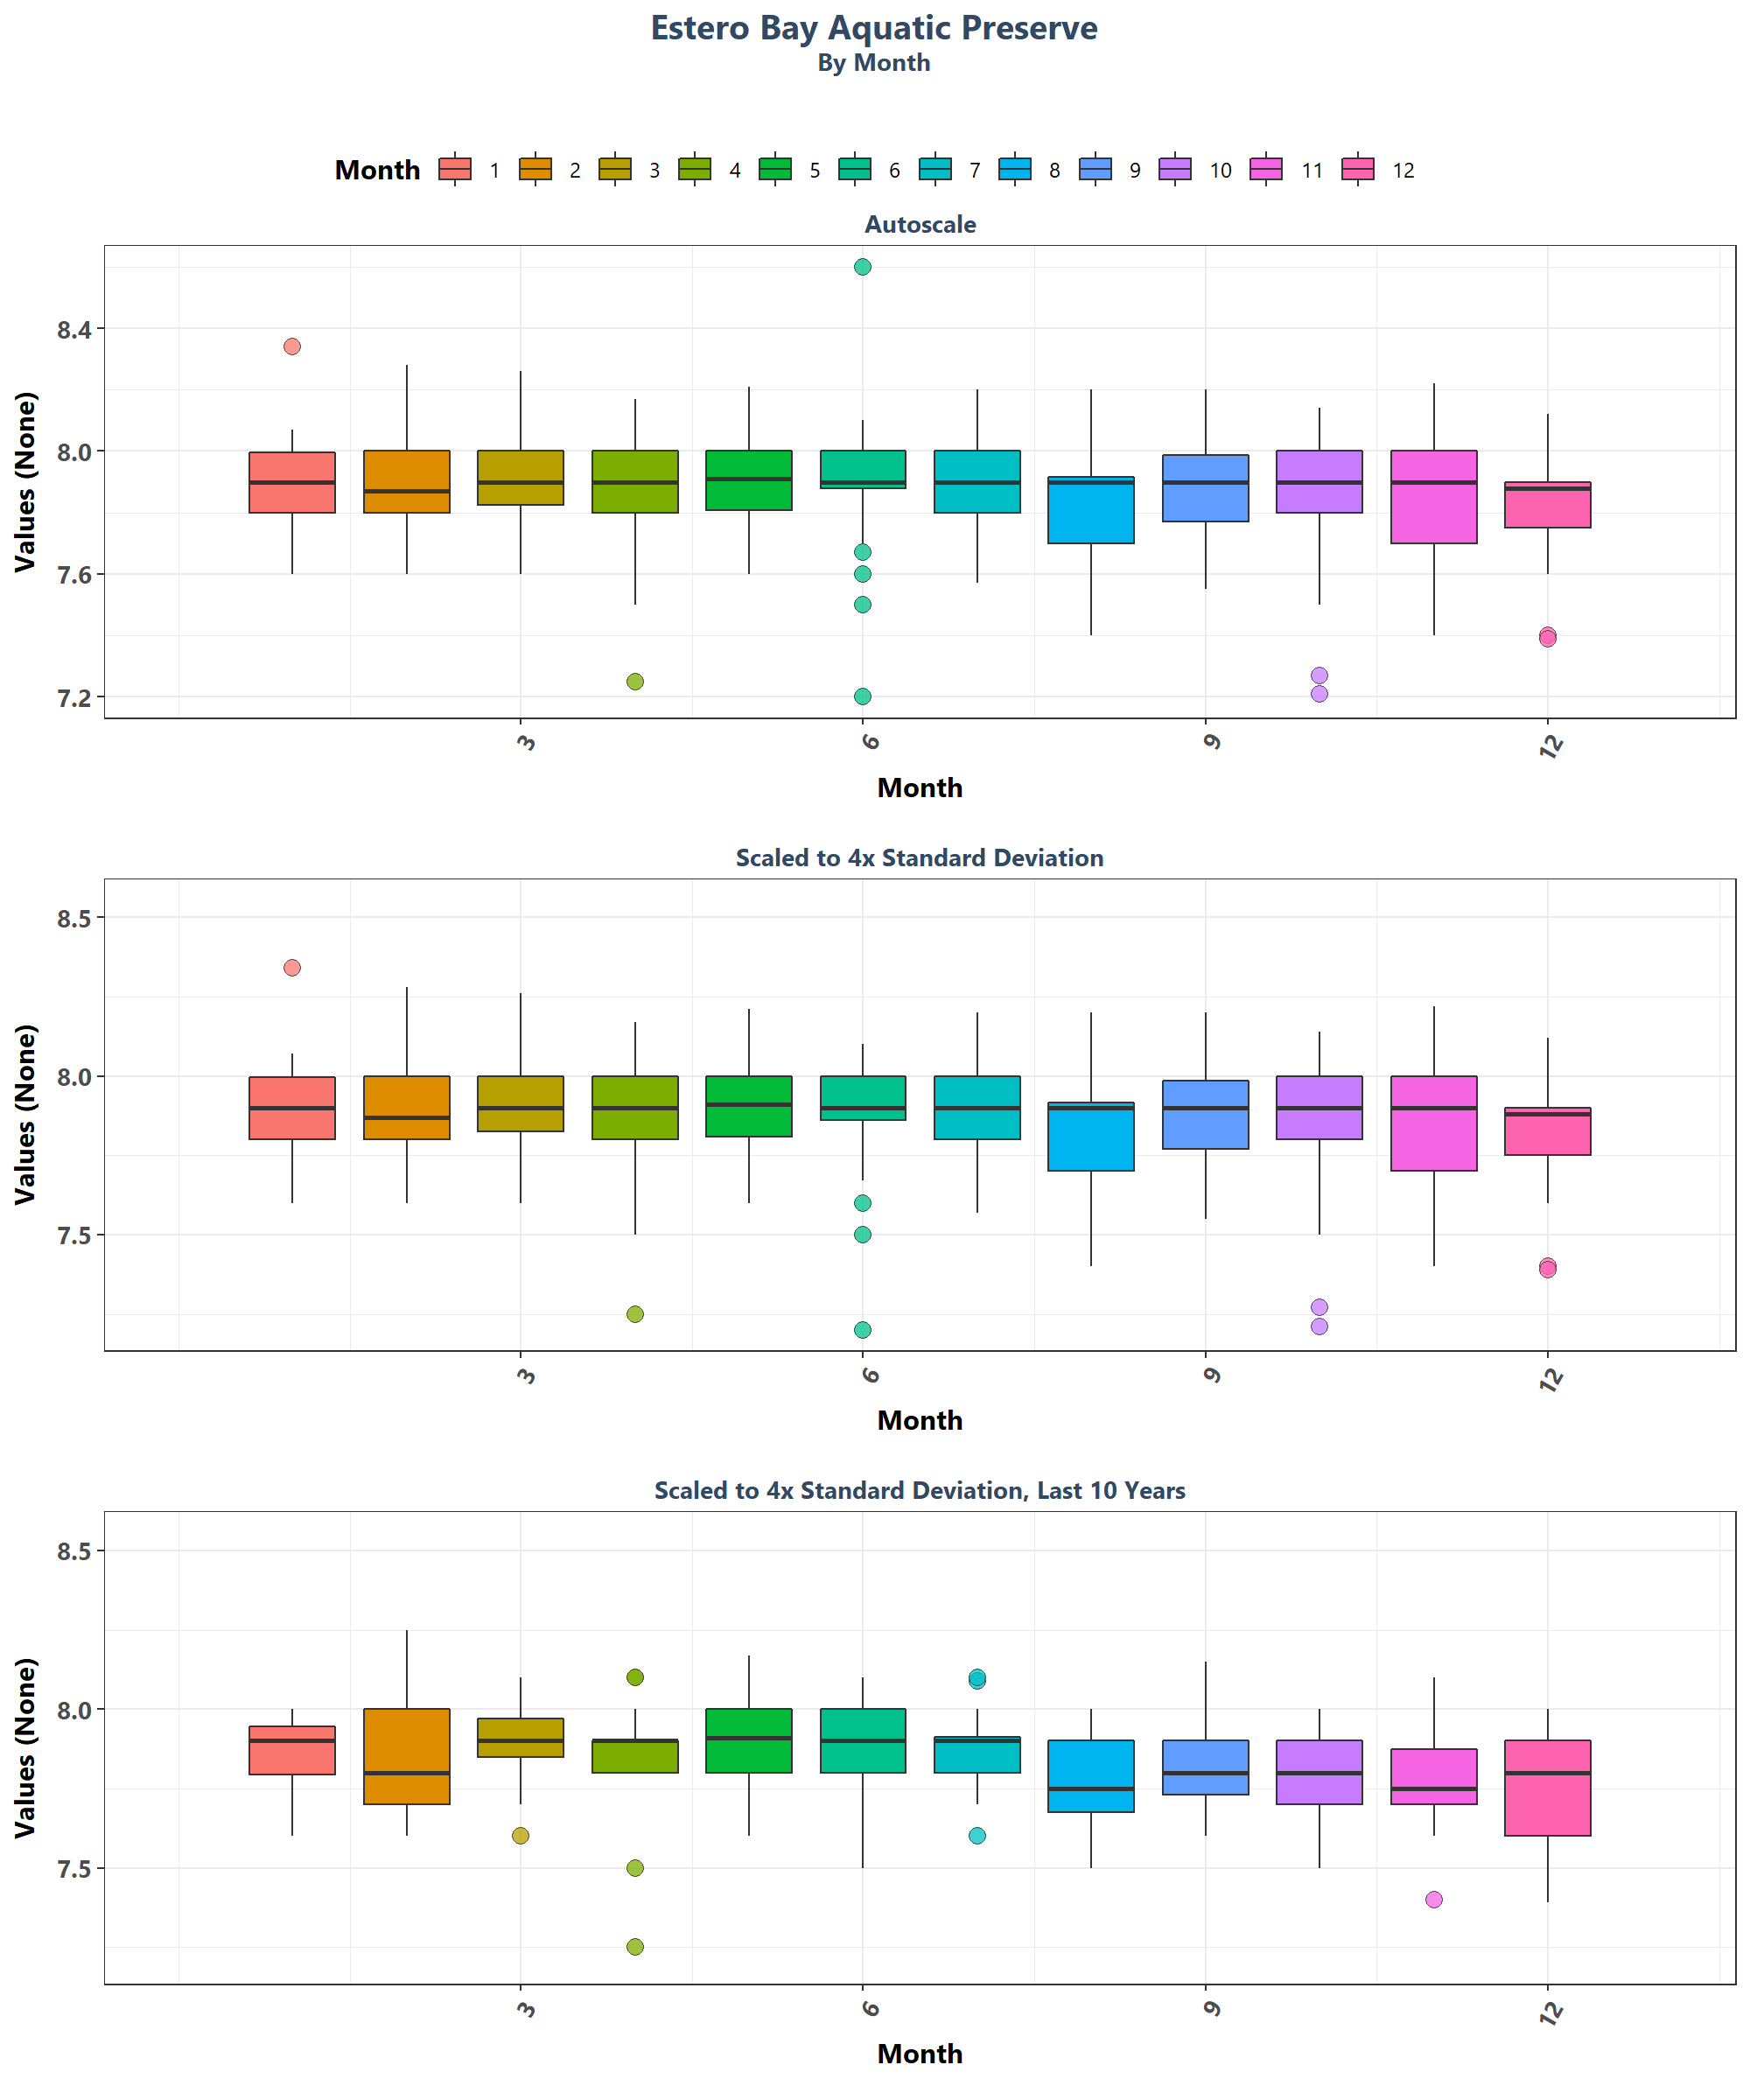 Estero Bay Aquatic Preserve
By Month
Month 1 2 3 4 5 6 7 8 9 10 11 12
Autoscale
Values (None)
8.4
8.0
7.6
7.2
3 6 9 12
Month
Scaled to 4x Standard Deviation
Values (None)
8.5
8.0
7.5
3 6 9 12
Month
Scaled to 4x Standard Deviation, Last 10 Years
Values (None)
8.5
8.0
7.5
3 6 9 12
Month